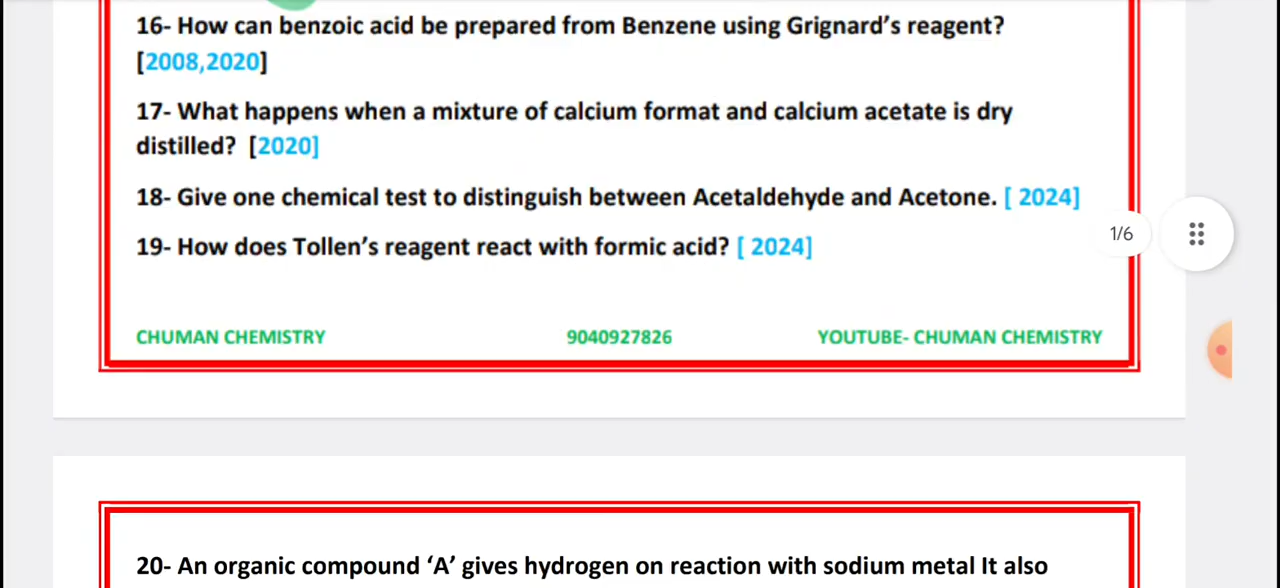 16- How can benzoic acid be prepared from Benzene using Grignard’s reagent?
[2008,2020]
17- What happens when a mixture of calcium format and calcium acetate is dry
distilled? [2020]
18- Give one chemical test to distinguish between Acetaldehyde and Acetone. [ 2024]
1/6
19- How does Tollen’s reagent react with formic acid? [ 2024]
CHUMAN CHEMISTRY 9040927826 YOUTUBE- CHUMAN CHEMISTRY
20- An organic compound ‘A’ gives hydrogen on reaction with sodium metal It also